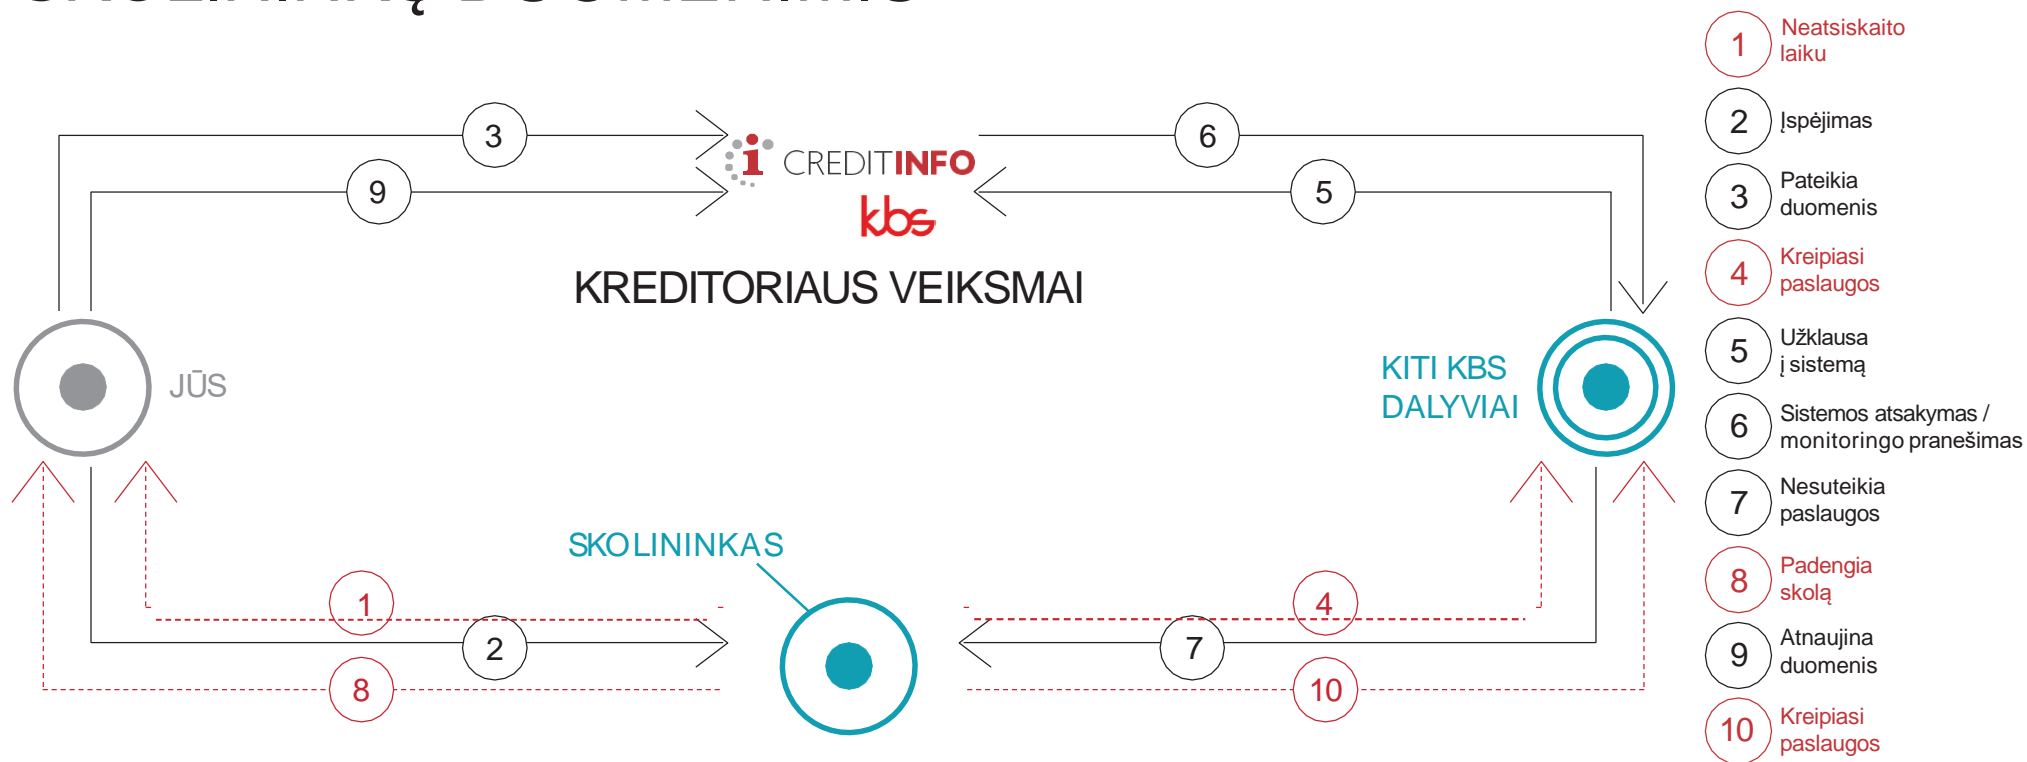 3
6
9
5
CREDITINFO
kbs
KREDITORIAUS VEIKSMAI
JŪS
KITI KBS
DALYVIAI
SKOLININKAS
1
4
2
7
8
10
1 Neatsiskaito
laiku
2 Įspėjimas
3 Pateikia
duomenis
4 Kreipiasi
paslaugos
5 Užklausa
į sistemą
6 Sistemos atsakymas /
monitoringo pranešimas
7 Nesuteikia
paslaugos
8 Padengia
skolą
9 Atnaujina
duomenis
10 Kreipiasi
paslaugos